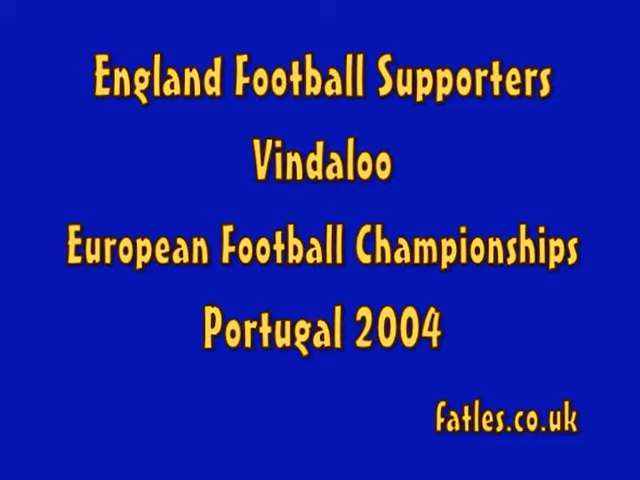 England Football Supporters
Vindaloo
European Football Championships
Portugal 2004
fatles.co.uk